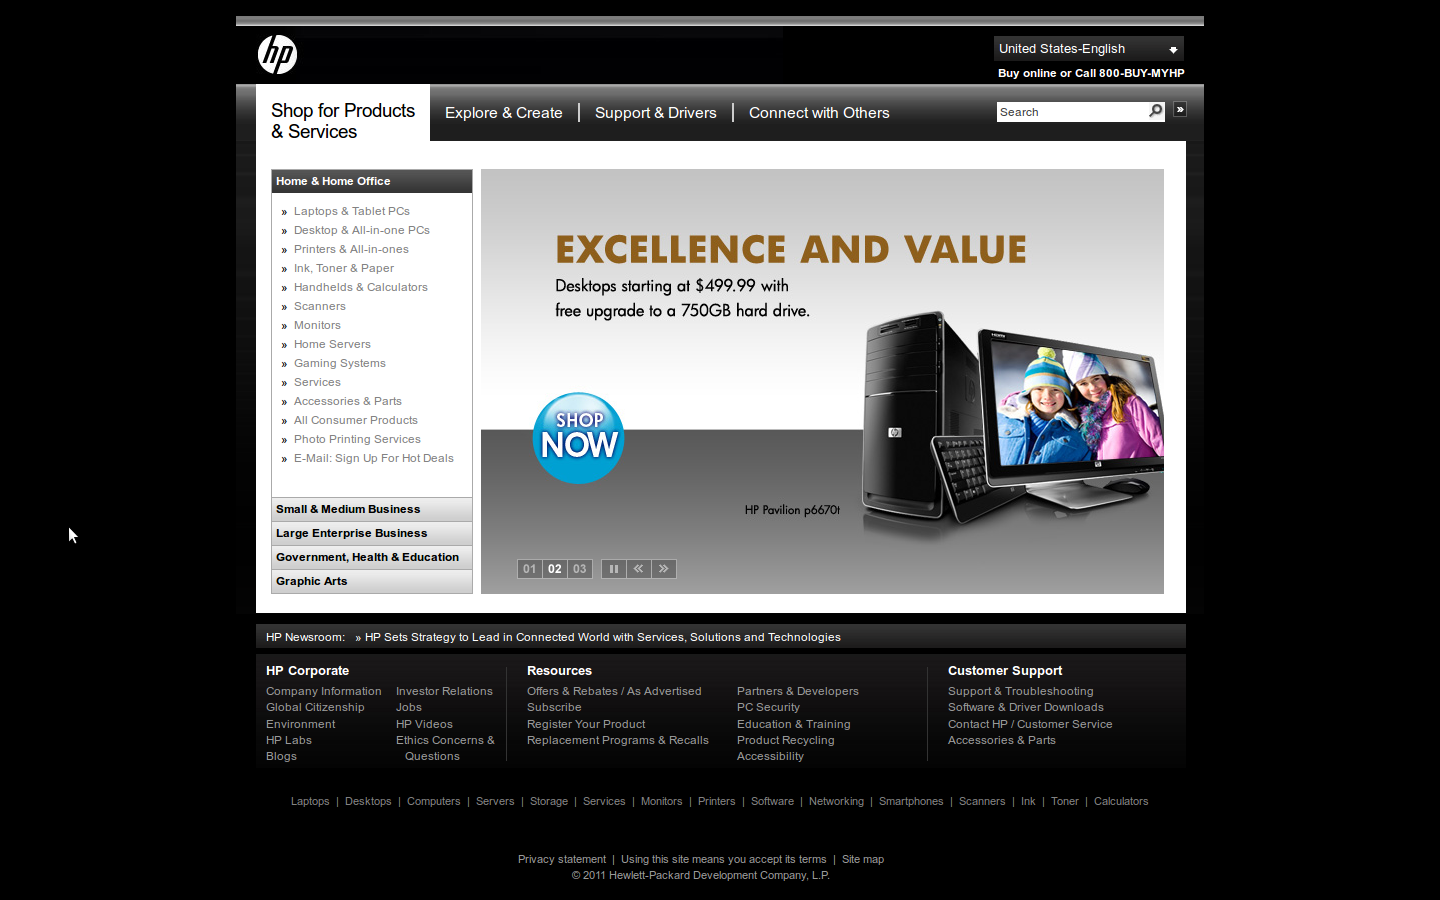 hp
United States-English
Buy online or Call 800-BUY-MYHP
Shop for Products
& Services
Explore & Create
Support & Drivers
Connect with Others
Search
»
Home & Home Office
» Laptops & Tablet PCs
» Desktop & All-in-one PCs
» Printers & All-in-ones
» Ink, Toner & Paper
» Handhelds & Calculators
» Scanners
» Monitors
» Home Servers
» Gaming Systems
» Services
» Accessories & Parts
» All Consumer Products
» Photo Printing Services
» E-Mail: Sign Up For Hot Deals
Small & Medium Business
Large Enterprise Business
Government, Health & Education
Graphic Arts
EXCELLENCE AND VALUE
Desktops starting at $499.99 with
free upgrade to a 750GB hard drive.
SHOP
NOW
HP Pavilion p6670t
01 02 03
HP Newsroom: » HP Sets Strategy to Lead in Connected World with Services, Solutions and Technologies
HP Corporate
Company Information
Global Citizenship
Environment
HP Labs
Blogs
Investor Relations
Jobs
HP Videos
Ethics Concerns &
Questions
Resources
Offers & Rebates / As Advertised
Subscribe
Register Your Product
Replacement Programs & Recalls
Partners & Developers
PC Security
Education & Training
Product Recycling
Accessibility
Customer Support
Support & Troubleshooting
Software & Driver Downloads
Contact HP / Customer Service
Accessories & Parts
Laptops | Desktops | Computers | Servers | Storage | Services | Monitors | Printers | Software | Networking | Smartphones | Scanners | Ink | Toner | Calculators
Privacy statement | Using this site means you accept its terms | Site map
© 2011 Hewlett-Packard Development Company, L.P.